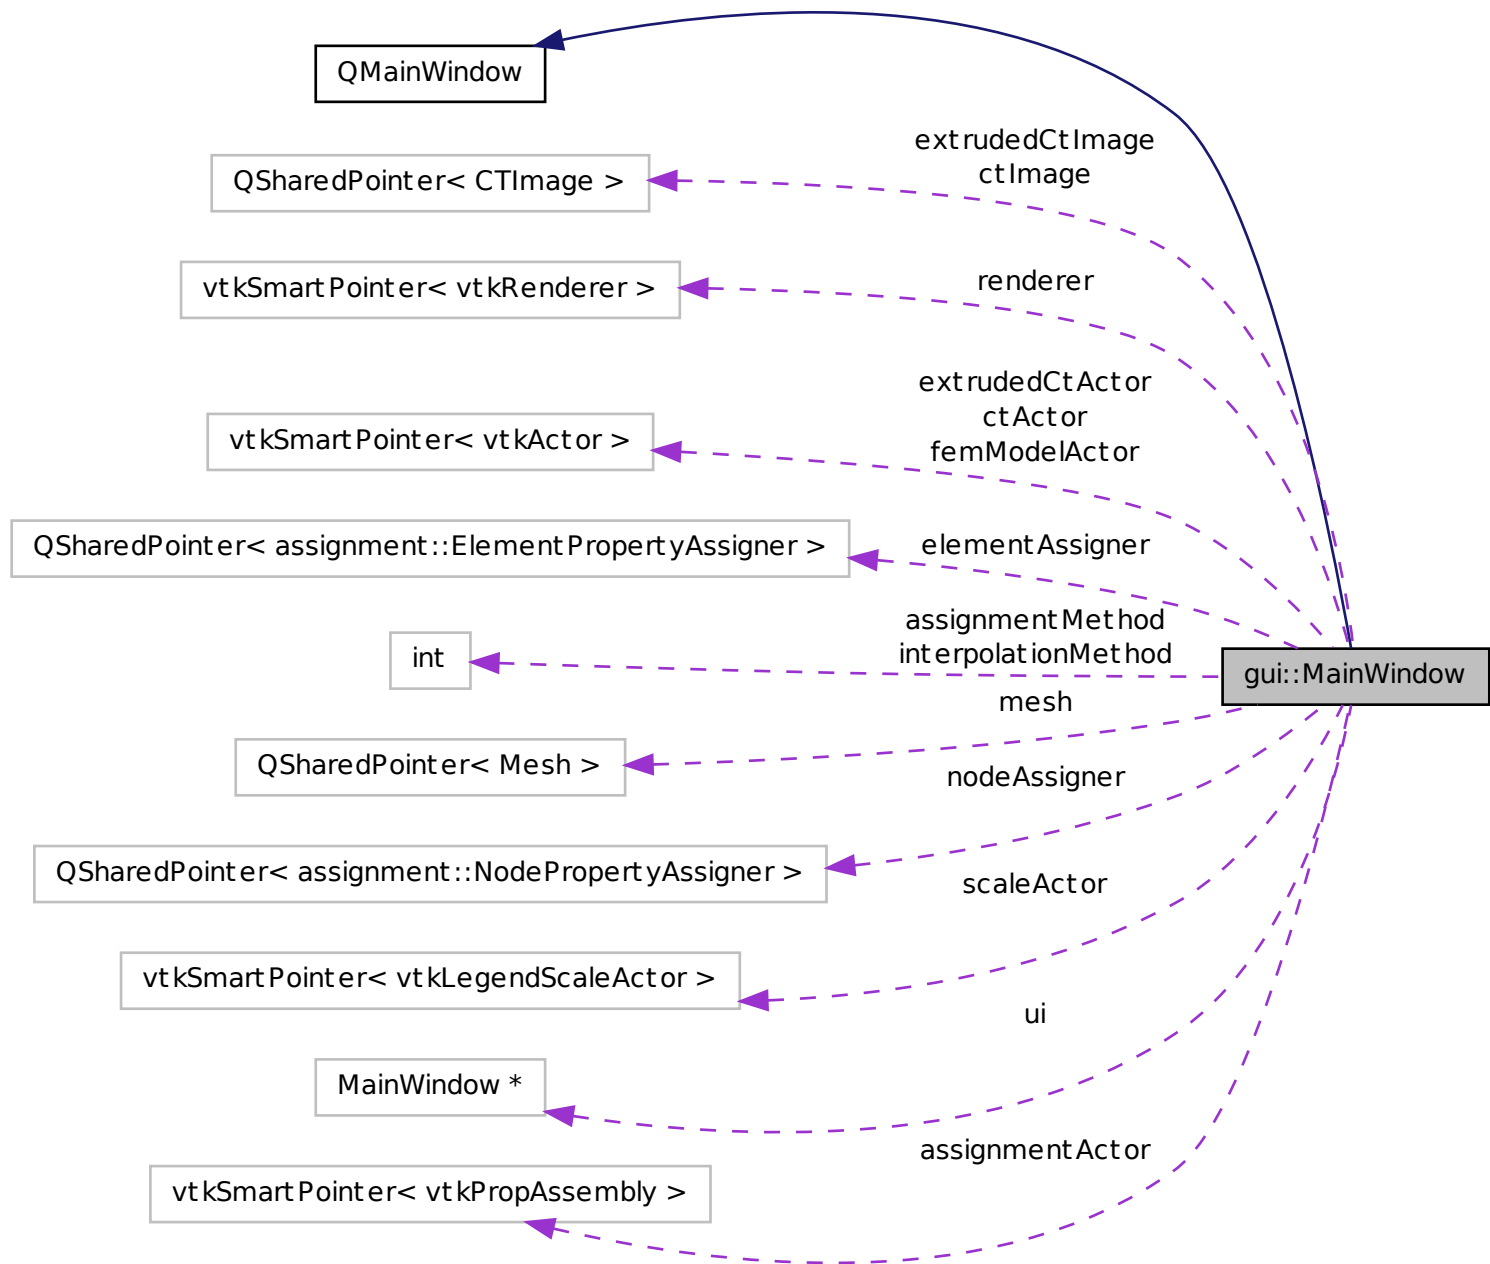 QMainWindow
extrudedCtImage
ctImage
QSharedPointer< CTImage >
renderer
vtkSmartPointer< vtkRenderer >
extrudedCtActor
ctActor
femModelActor
vtkSmartPointer< vtkActor >
elementAssigner
QSharedPointer< assignment::ElementPropertyAssigner >
assignmentMethod
interpolationMethod
int
gui::MainWindow
mesh
QSharedPointer< Mesh >
nodeAssigner
QSharedPointer< assignment::NodePropertyAssigner >
scaleActor
vtkSmartPointer< vtkLegendScaleActor >
ui
MainWindow *
assignmentActor
vtkSmartPointer< vtkPropAssembly >